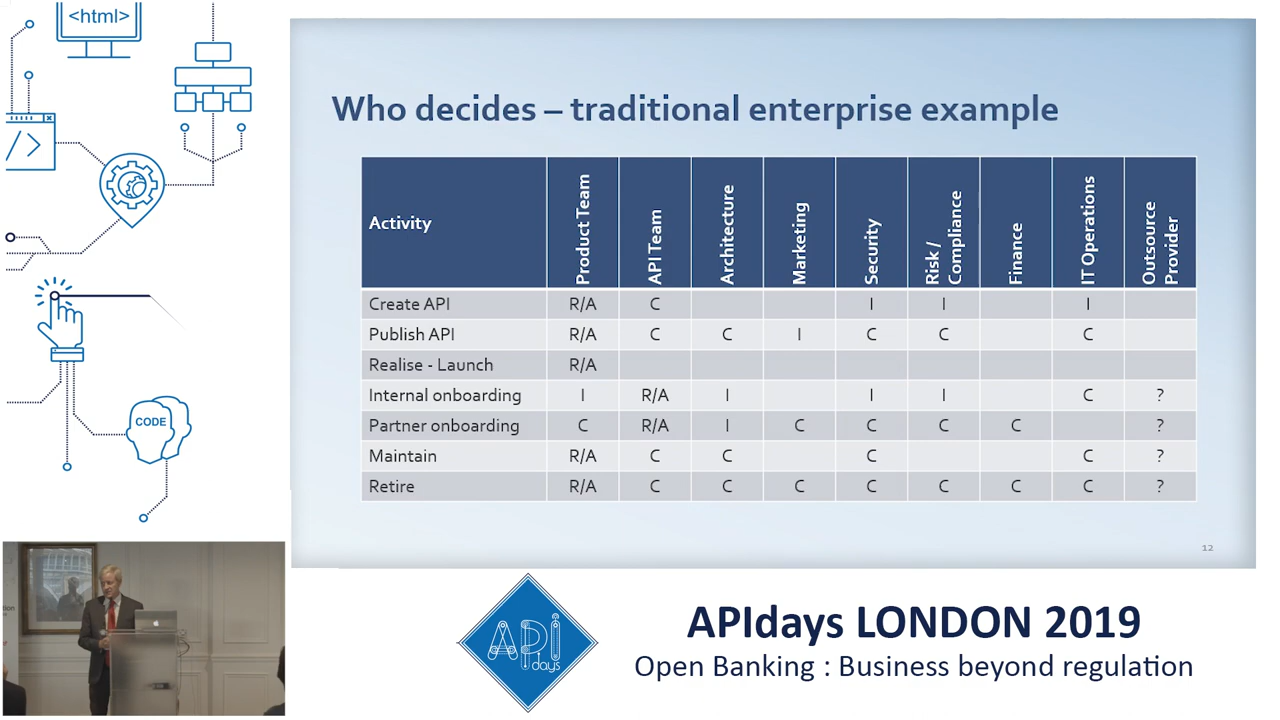 <html>
</>
CODE
Who decides – traditional enterprise example
Activity Product Team API Team Architecture Marketing Security Risk / Compliance Finance IT Operations Outsource Provider
Create API R/A C I I I
Publish API R/A C C I C C C
Realise - Launch R/A
Internal onboarding I R/A I I I C ?
Partner onboarding C R/A I C C C C ?
Maintain R/A C C C C ?
Retire R/A C C C C C C C ?
12
API days
APIdays LONDON 2019
Open Banking : Business beyond regulation